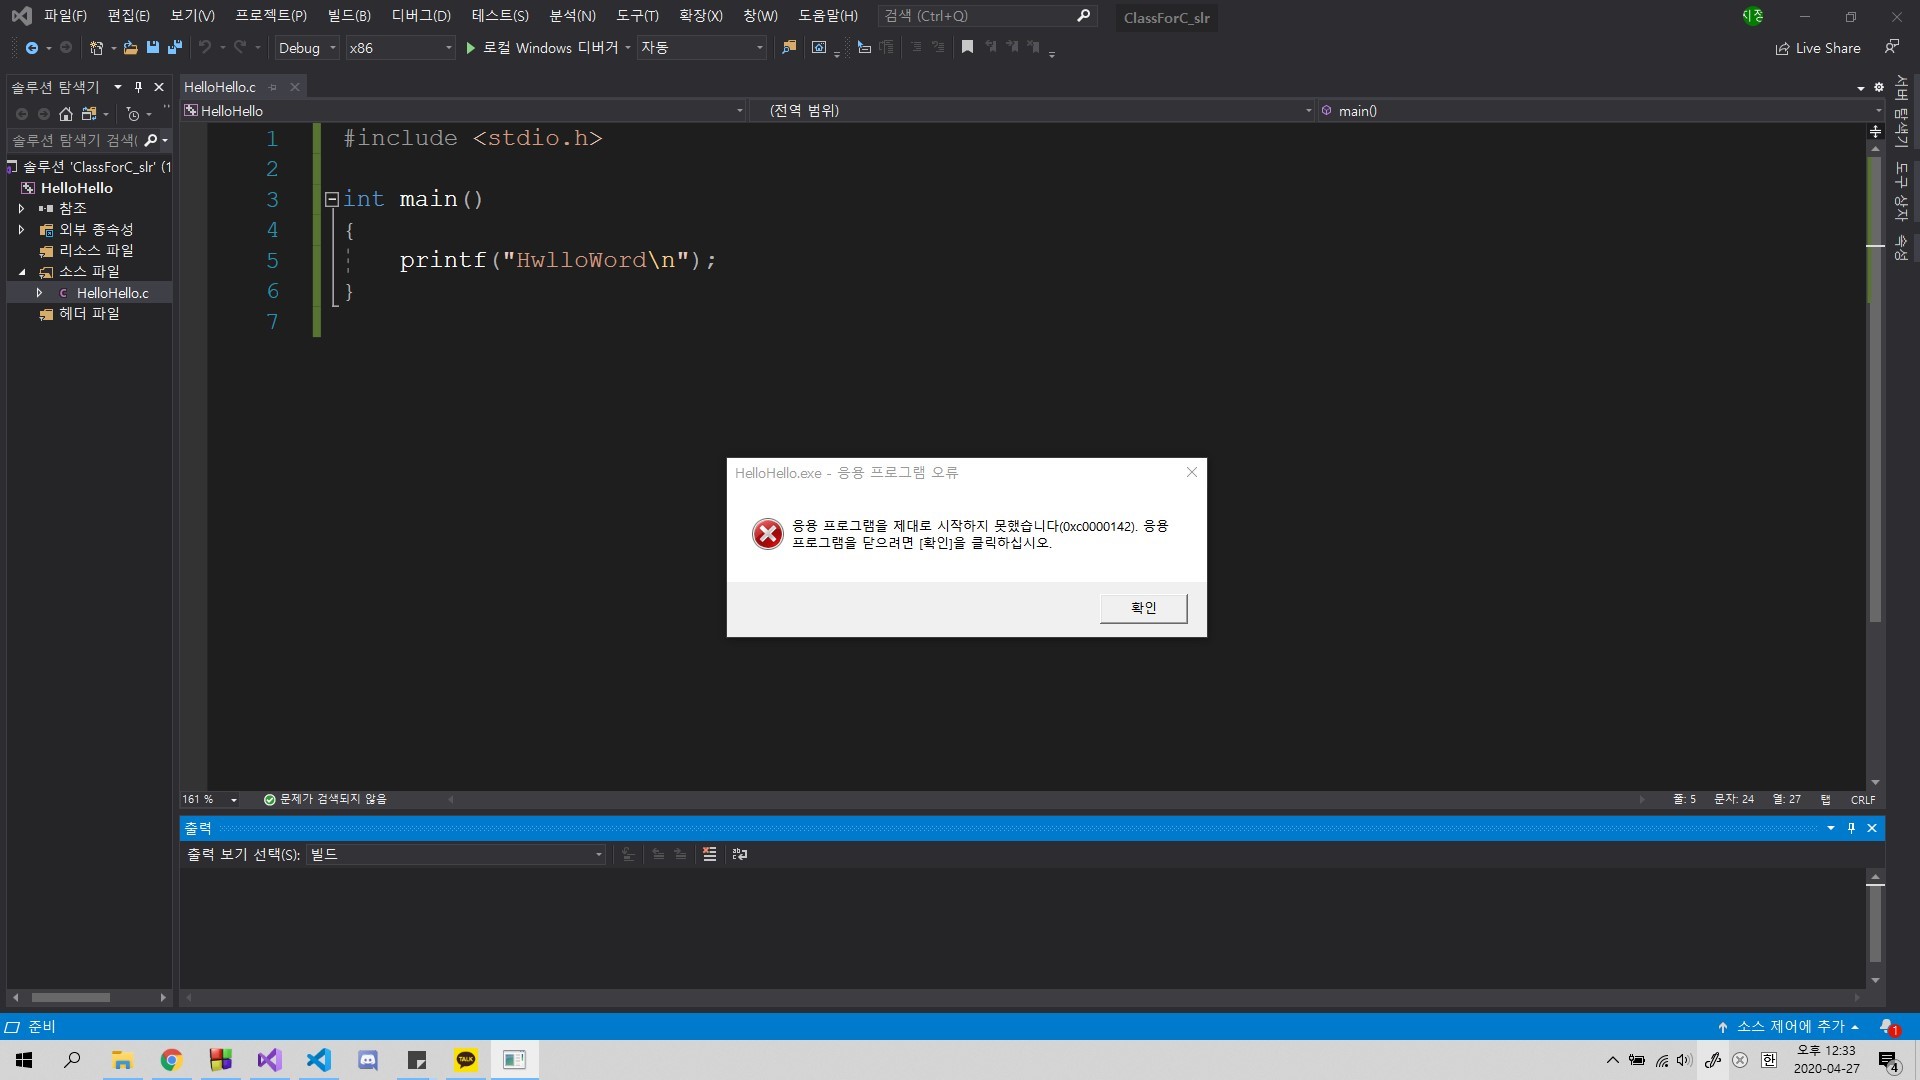 파일(F) 편집(E) 보기(V) 프로젝트(P) 빌드(B) 디버그(D) 테스트(S) 분석(N) 도구(T) 확장(X) 창(W) 도움말(H) 검색 (Ctrl+Q) ClassForC_slr
Debug x86 로컬 Windows 디버거 자동 Live Share
솔루션 탐색기
솔루션 탐색기 검색(
솔루션 'ClassForC_slr' (1
HelloHello
참조
외부 종속성
리소스 파일
소스 파일
HelloHello.c
헤더 파일
HelloHello.c
HelloHello (전역 범위) main()
1 #include <stdio.h>
2
3 int main()
4 {
5 printf("HwlloWord\n");
6 }
7
HelloHello.exe - 응용 프로그램 오류
응용 프로그램을 제대로 시작하지 못했습니다(0xc0000142). 응용
프로그램을 닫으려면 [확인]을 클릭하십시오.
확인
161 % 문제가 검색되지 않음 줄: 5 문자: 24 열: 27 탭 CRLF
출력
출력 보기 선택(S): 빌드
서버 탐색기
도구 상자
속성
준비 소스 제어에 추가 1
TALK
한 오후 12:33
2020-04-27 4